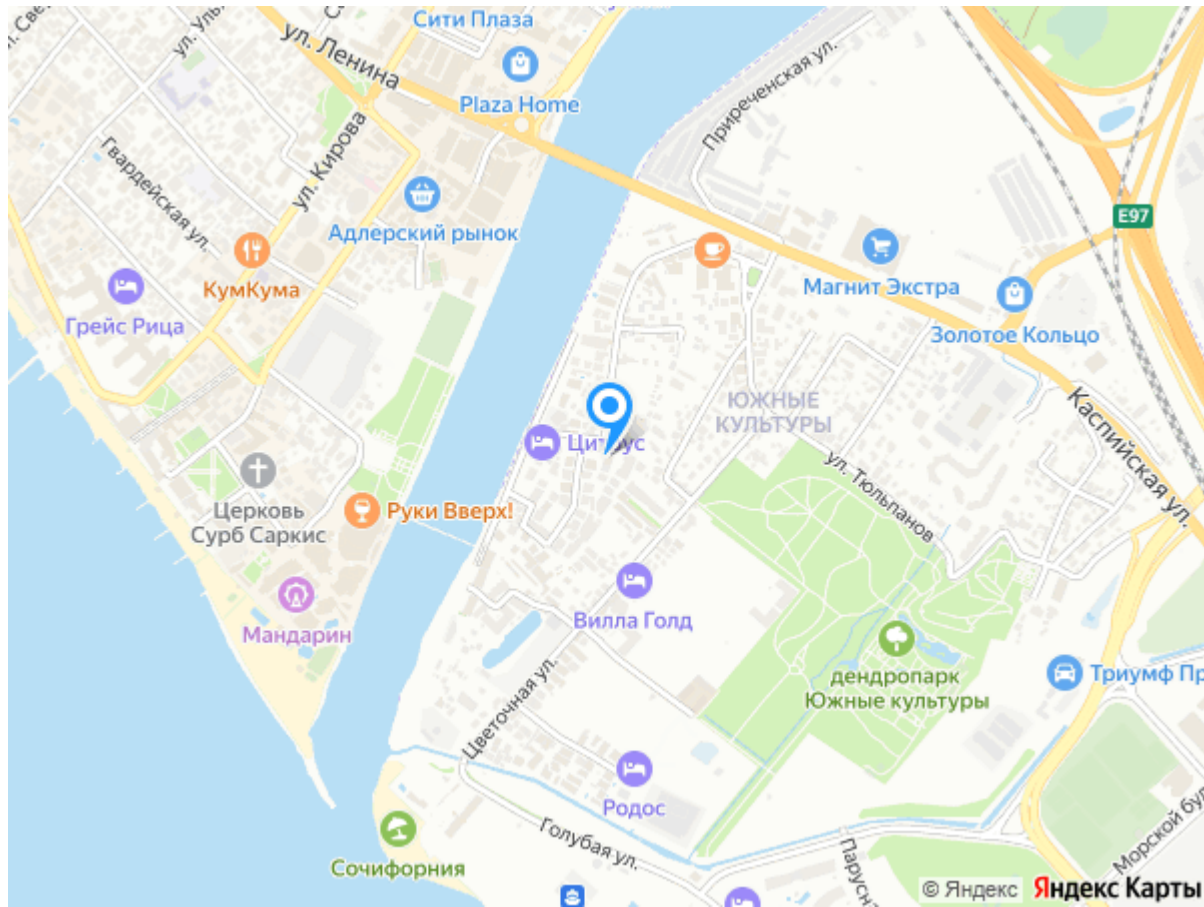 Сити Плаза
ул. Ленина
Plaza Home
Приреченская ул.
ул. Кирова
Гвардейская ул.
Адлерский рынок
E97
КумКума
Грейс Рица
Магнит Экстра
Золотое Кольцо
ЮЖНЫЕ
КУЛЬТУРЫ
Каспийская ул.
Цитрус
ул. Тюльпанов
Церковь
Сурб Саркис
Руки Вверх!
Вилла Голд
Мандарин
дендропарк
Южные культуры
Триумф Пр
Цветочная ул.
Родос
Голубая ул.
Сочифорния
Морской бул
© Яндекс Яндекс Карты